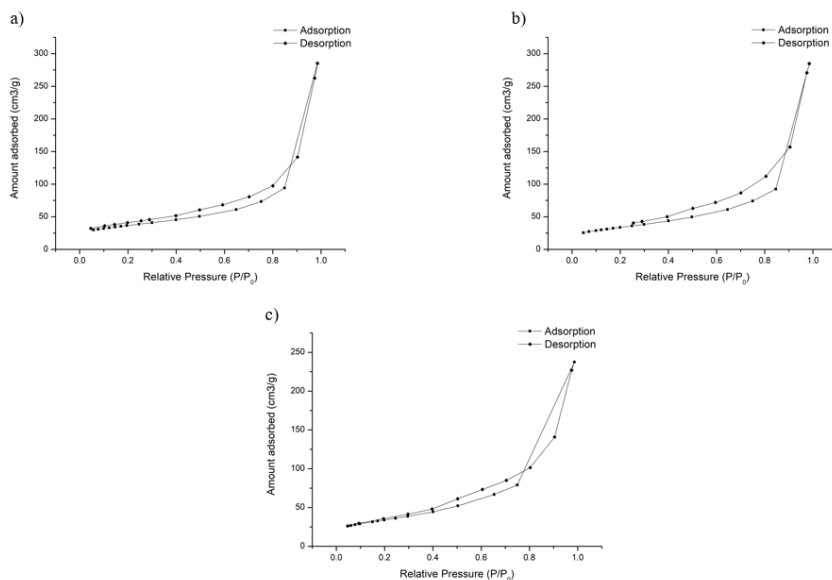 a)
Adsorption
Desorption
300
250
200
150
100
50
0
Amount adsorbed (cm3/g)
0.0 0.2 0.4 0.6 0.8 1.0
Relative Pressure (P/P₀)
b)
Adsorption
Desorption
300
250
200
150
100
50
0
Amount adsorbed (cm3/g)
0.0 0.2 0.4 0.6 0.8 1.0
Relative Pressure (P/P₀)
c)
Adsorption
Desorption
250
200
150
100
50
0
Amount adsorbed (cm3/g)
0.0 0.2 0.4 0.6 0.8 1.0
Relative Pressure (P/P₀)